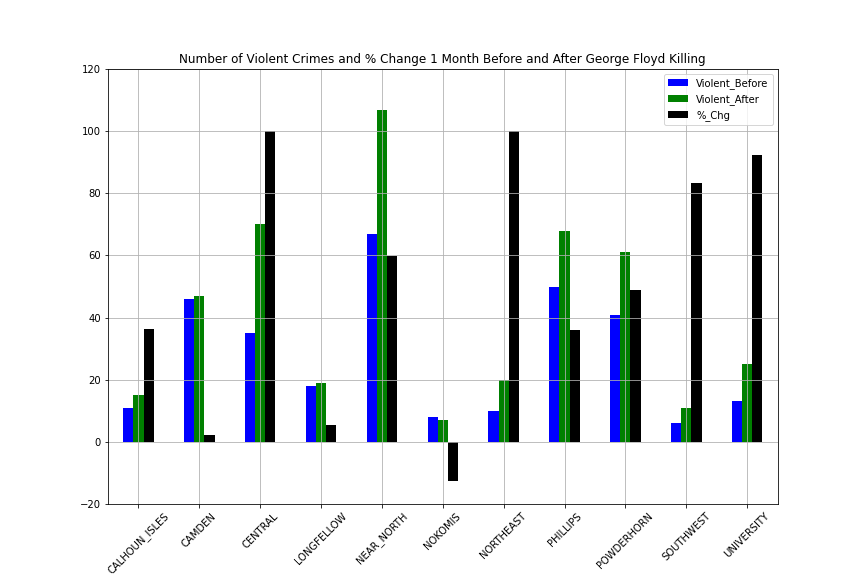 Number of Violent Crimes and % Change 1 Month Before and After George Floyd Killing
Violent_Before
Violent_After
%_Chg
120
100
80
60
40
20
0
−20
CALHOUN_ISLES
CAMDEN
CENTRAL
LONGFELLOW
NEAR_NORTH
NOKOMIS
NORTHEAST
PHILLIPS
POWDERHORN
SOUTHWEST
UNIVERSITY